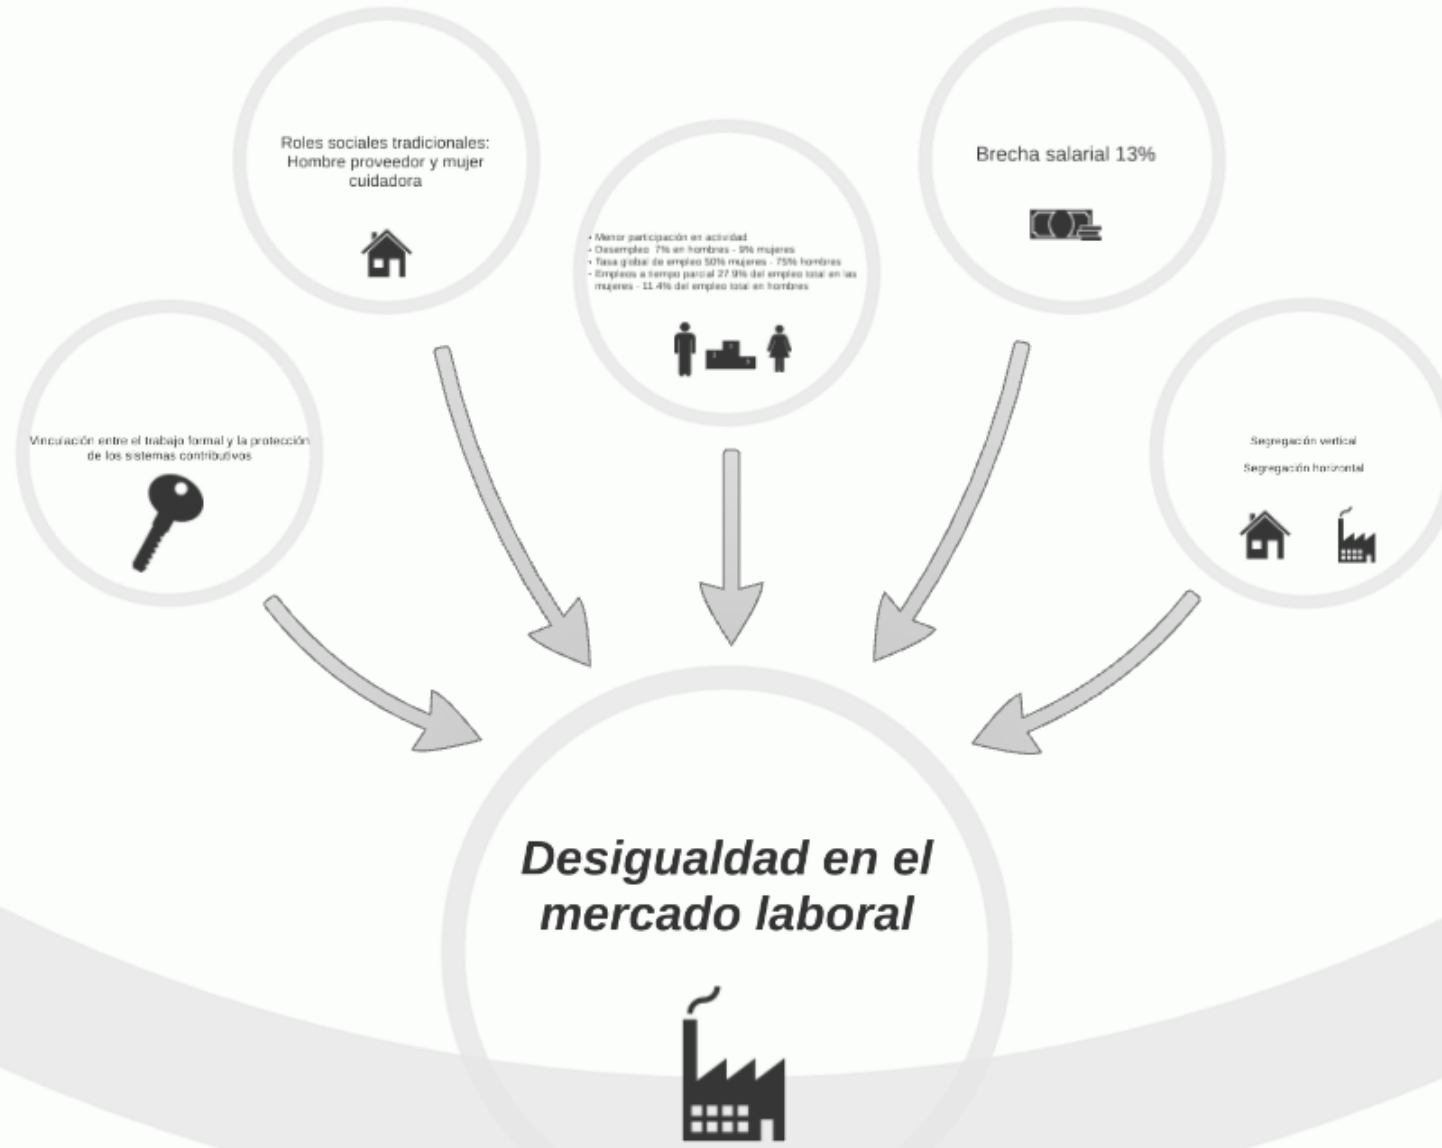 Roles sociales tradicionales:
Hombre proveedor y mujer
cuidadora
Brecha salarial 13%
• Menor participación en actividad
• Desempleo 7% en hombres - 9% mujeres
• Tasa global de empleo 50% mujeres - 75% hombres
• Empleos a tiempo parcial 27.9% del empleo total en las
mujeres - 11.4% del empleo total en hombres
Vinculación entre el trabajo formal y la protección
de los sistemas contributivos
Segregación vertical
Segregación horizontal
Desigualdad en el
mercado laboral